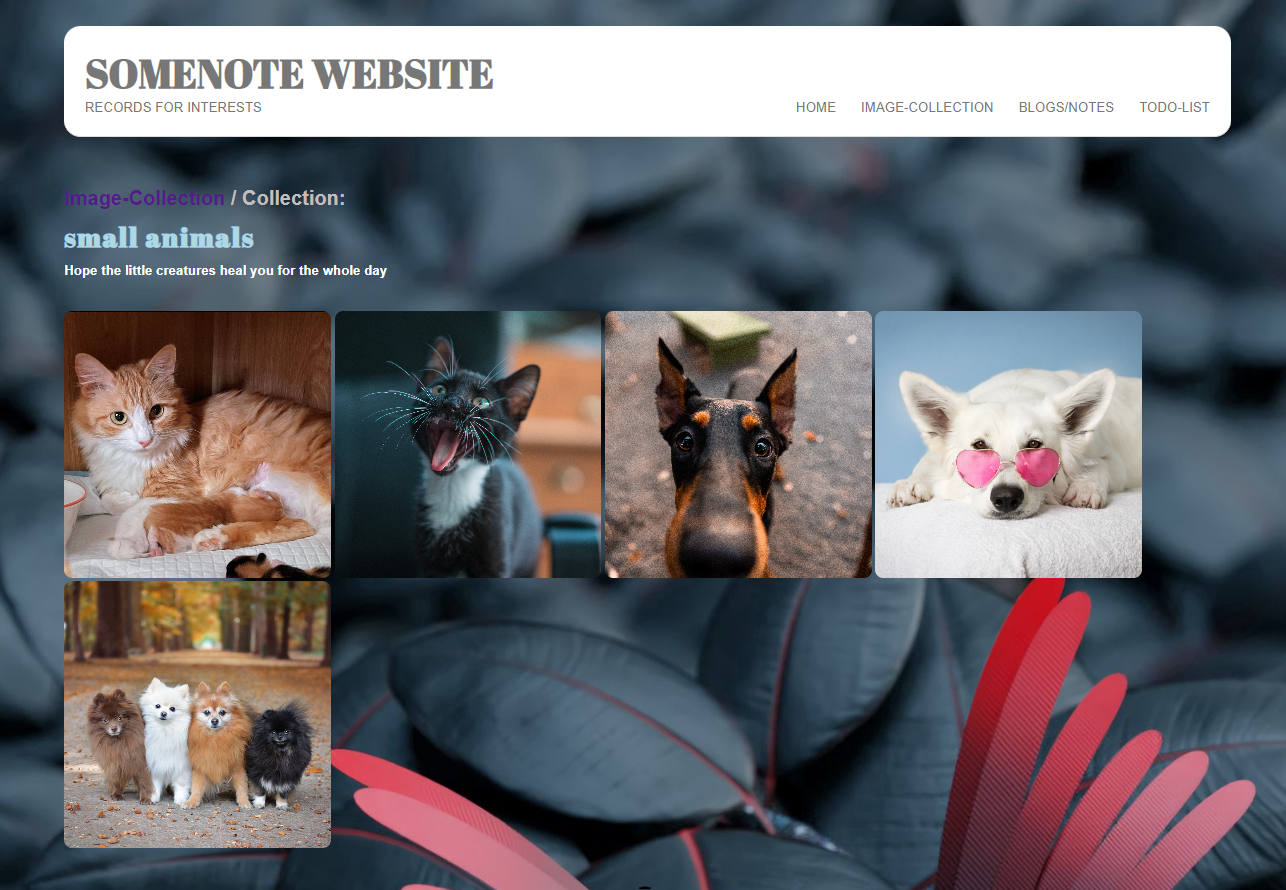 SOMENOTE WEBSITE
RECORDS FOR INTERESTS
HOME IMAGE-COLLECTION BLOGS/NOTES TODO-LIST
Image-Collection / Collection:
small animals
Hope the little creatures heal you for the whole day